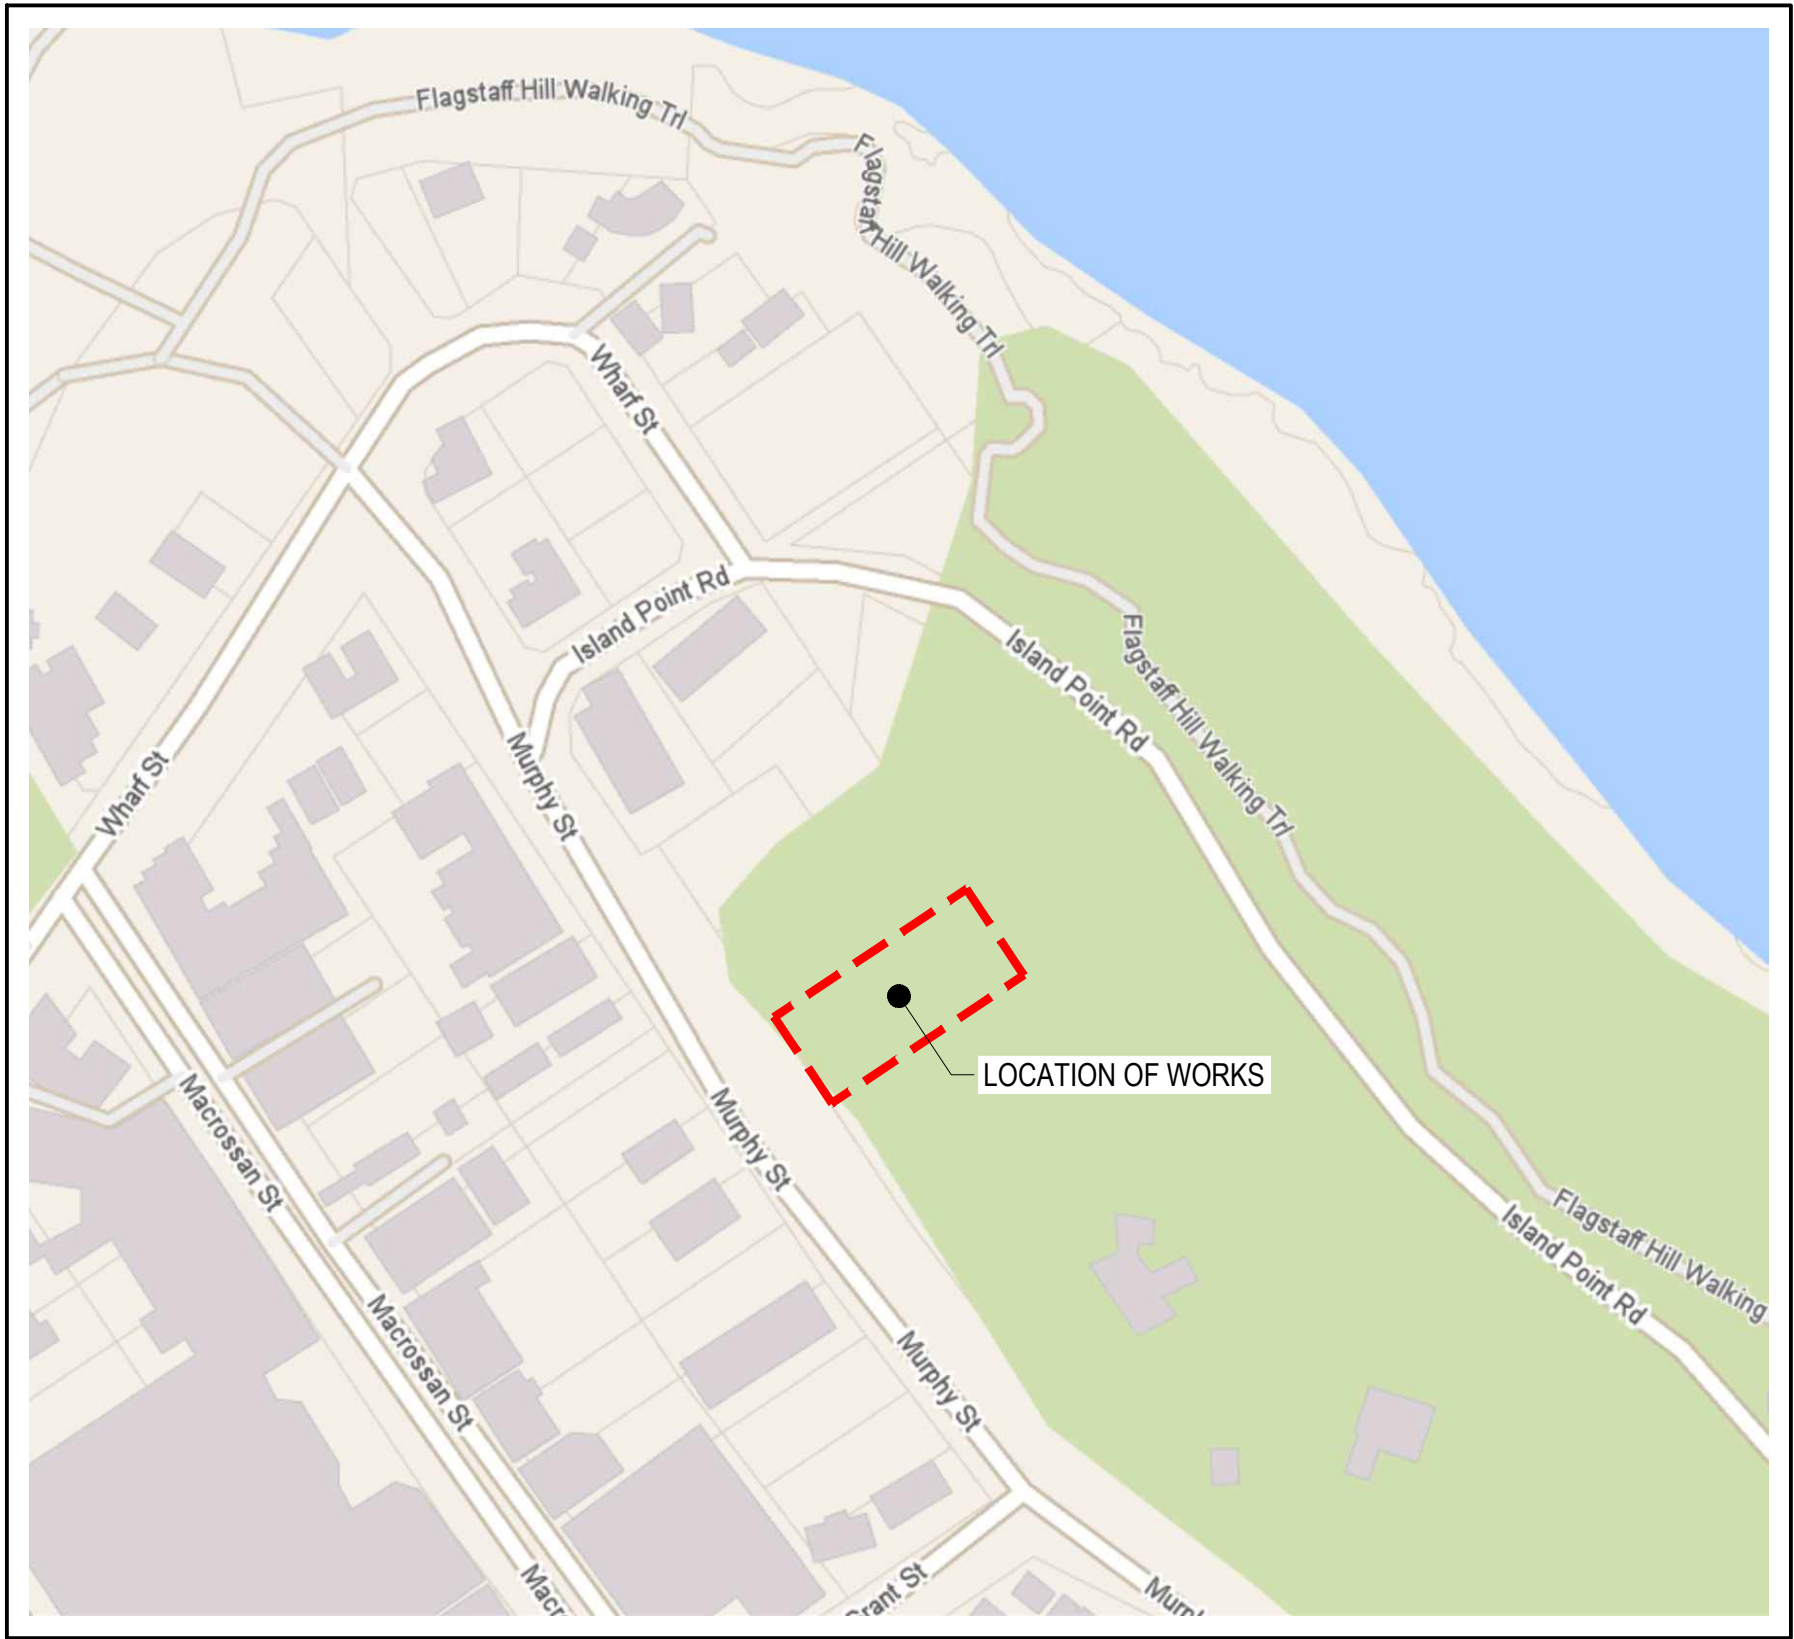 Flagstaff Hill Walking Trl
Flagstaff Hill Walking Trl
Wharf St
Island Point Rd
Island Point Rd
Flagstaff Hill Walking Trl
Murphy St
Wharf St
LOCATION OF WORKS
Macrossan St
Murphy St
Flagstaff Hill Walking
Island Point Rd
Macrossan St
Murphy St
Macr
Grant St
Mur